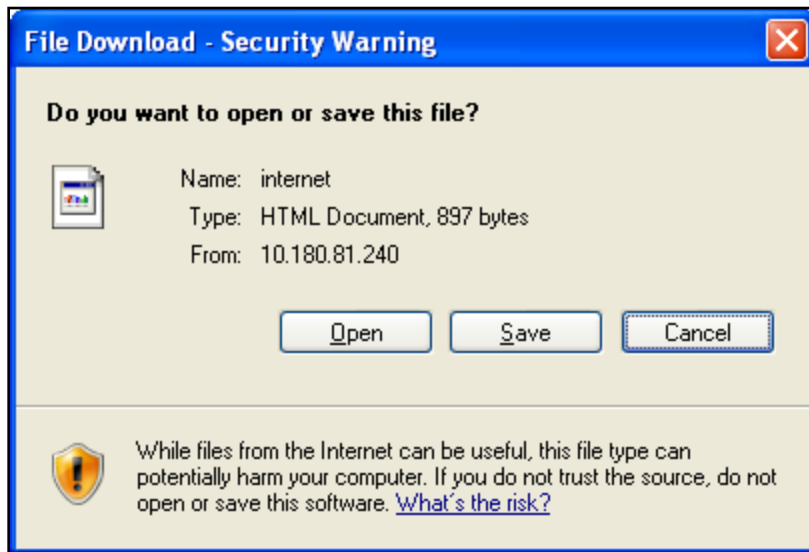 File Download - Security Warning
Do you want to open or save this file?
Name: internet
Type: HTML Document, 897 bytes
From: 10.180.81.240
Open Save Cancel
While files from the Internet can be useful, this file type can
potentially harm your computer. If you do not trust the source, do not
open or save this software. What's the risk?